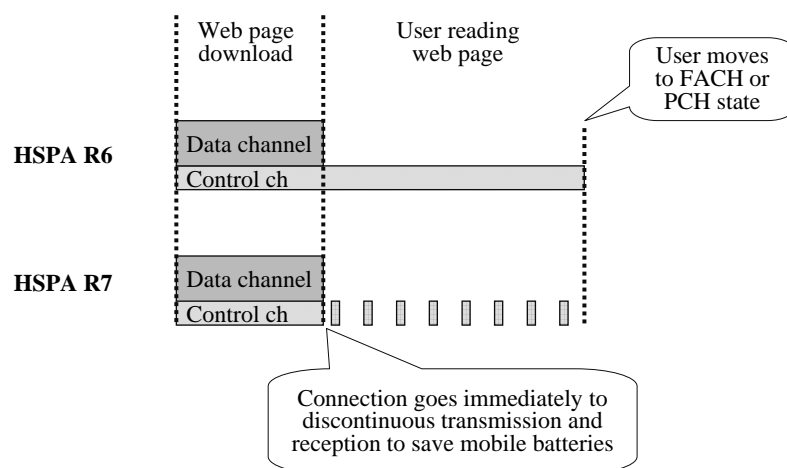 Web page
download
User reading
web page
User moves
to FACH or
PCH state
HSPA R6
Data channel
Control ch
HSPA R7
Data channel
Control ch
Connection goes immediately to
discontinuous transmission and
reception to save mobile batteries